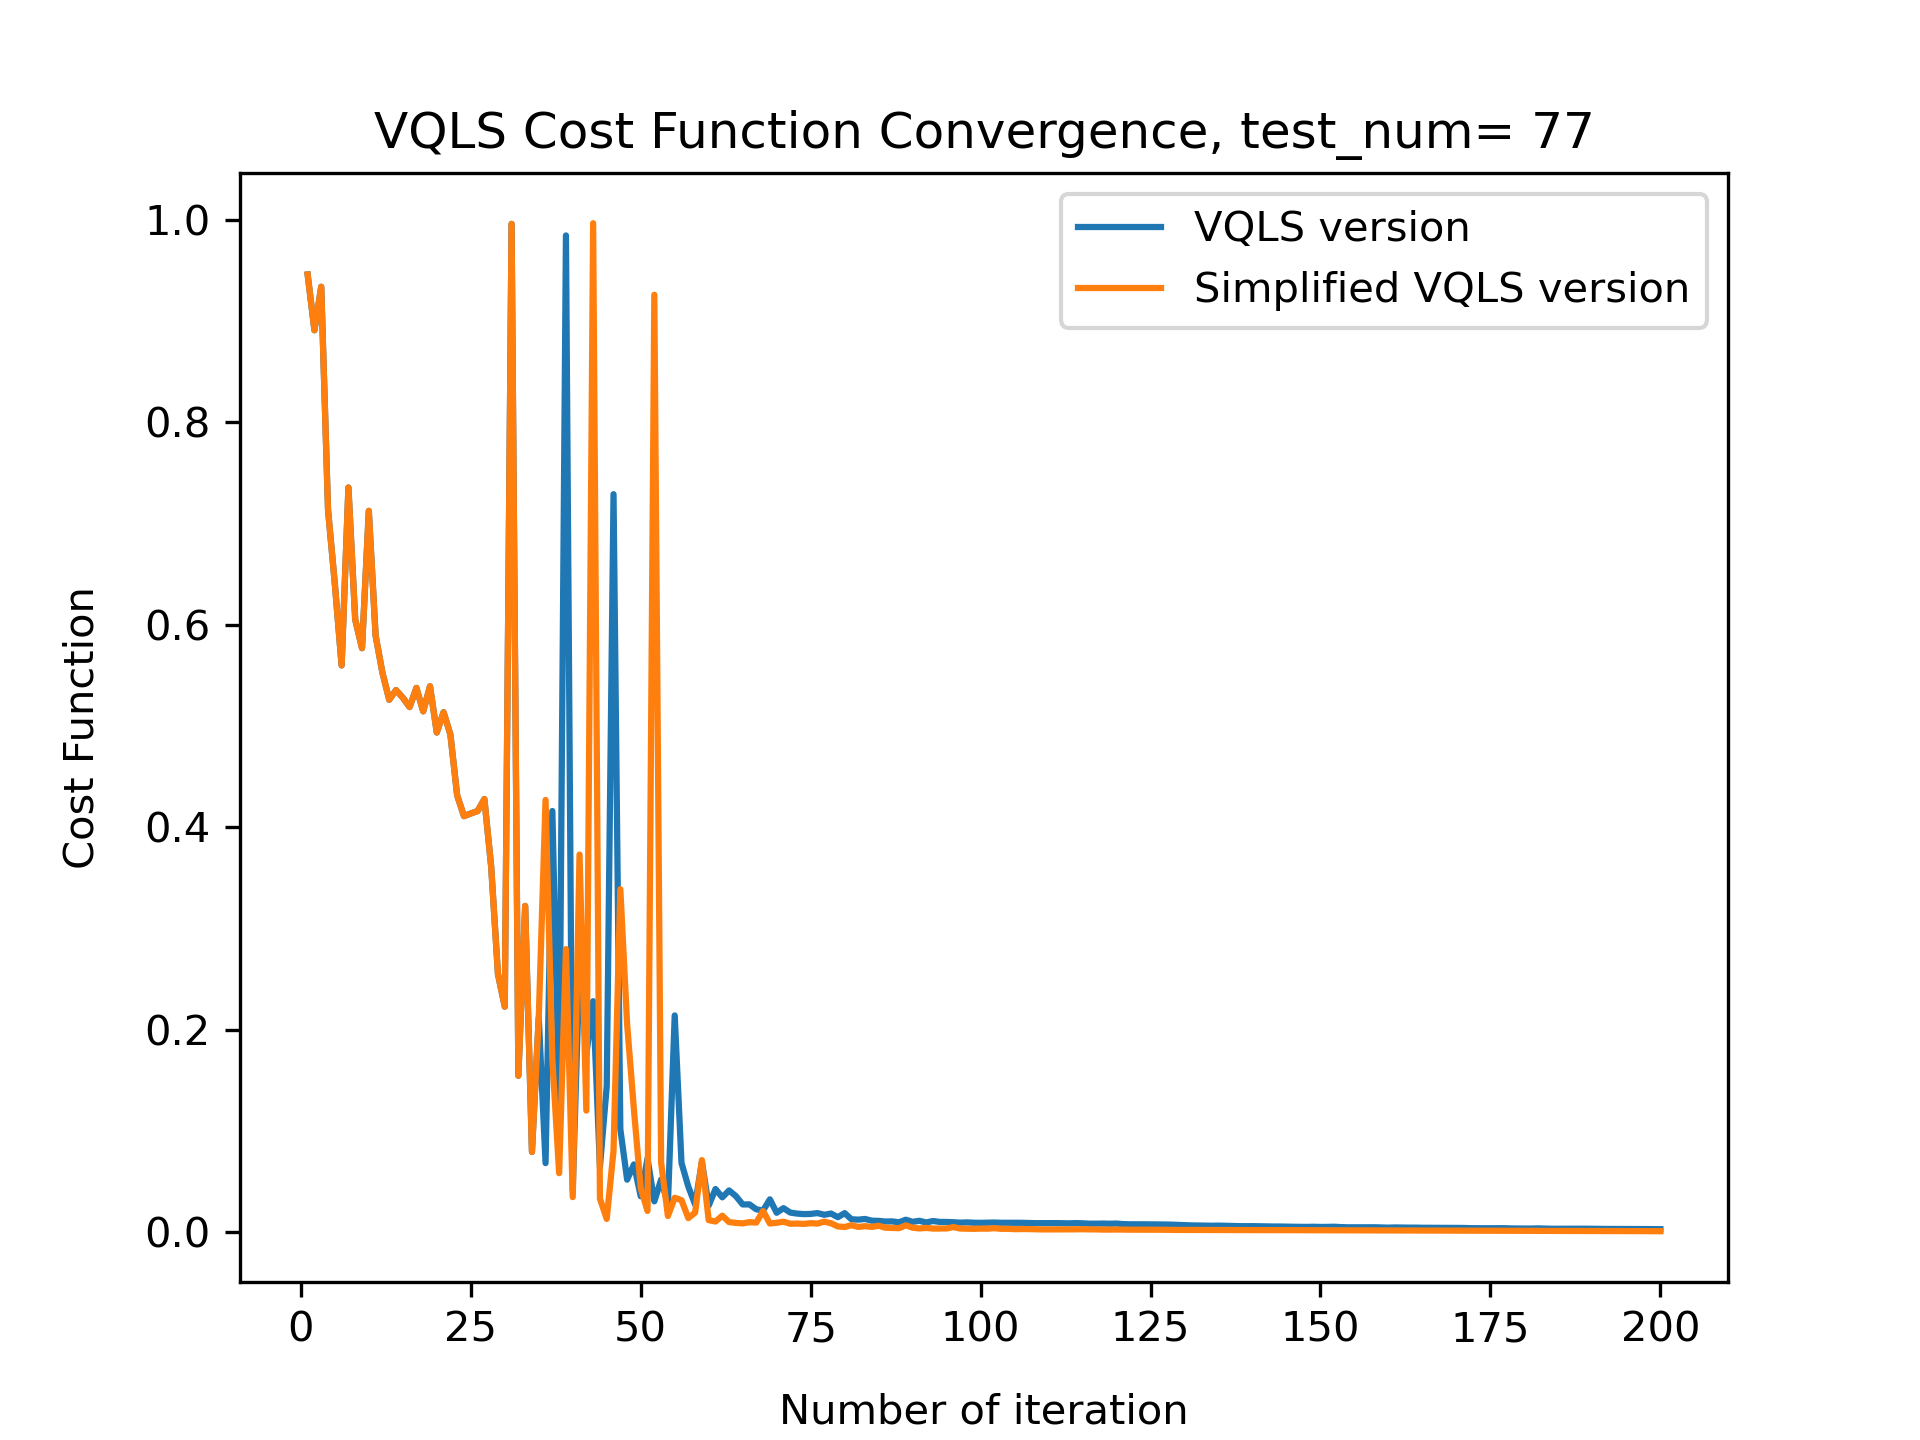 VQLS Cost Function Convergence, test_num= 77
VQLS version
Simplified VQLS version
1.0
0.8
0.6
0.4
0.2
0.0
Cost Function
0 25 50 75 100 125 150 175 200
Number of iteration